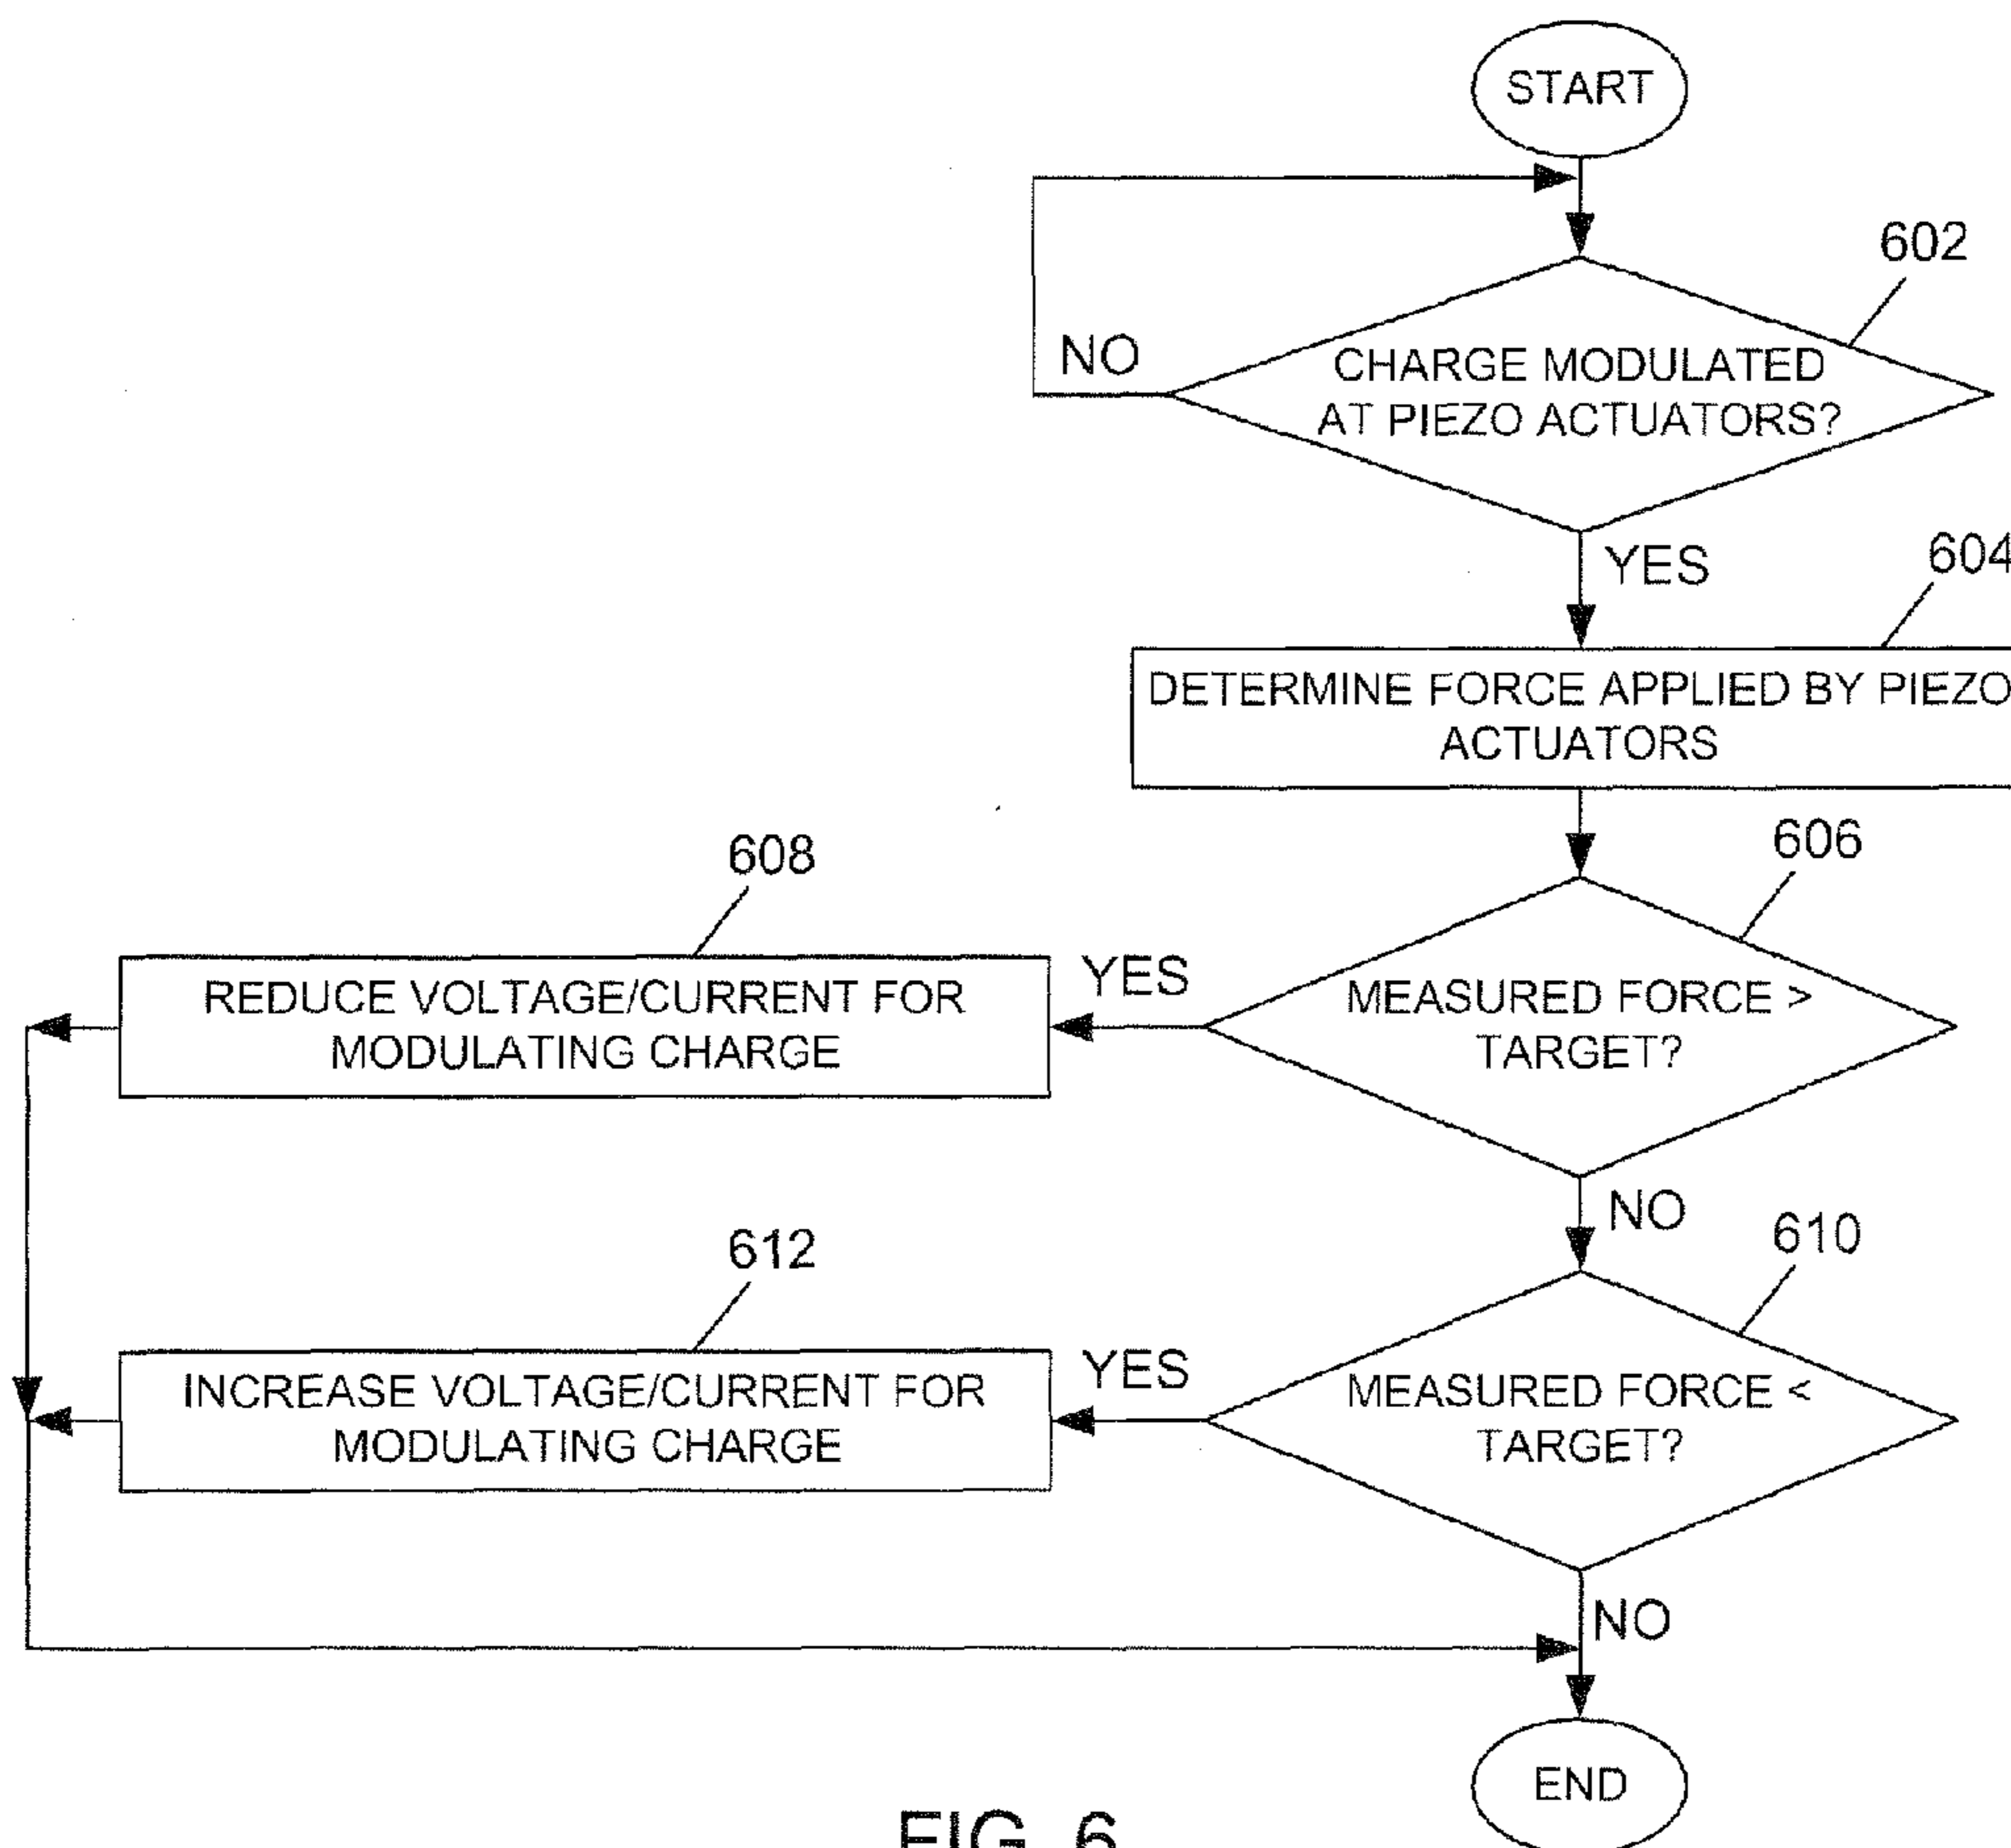 START
602
NO
CHARGE MODULATED
AT PIEZO ACTUATORS?
YES
604
DETERMINE FORCE APPLIED BY PIEZO
ACTUATORS
606
608
YES
REDUCE VOLTAGE/CURRENT FOR
MODULATING CHARGE
MEASURED FORCE >
TARGET?
NO
610
612
YES
INCREASE VOLTAGE/CURRENT FOR
MODULATING CHARGE
MEASURED FORCE <
TARGET?
NO
END
FIG. 6